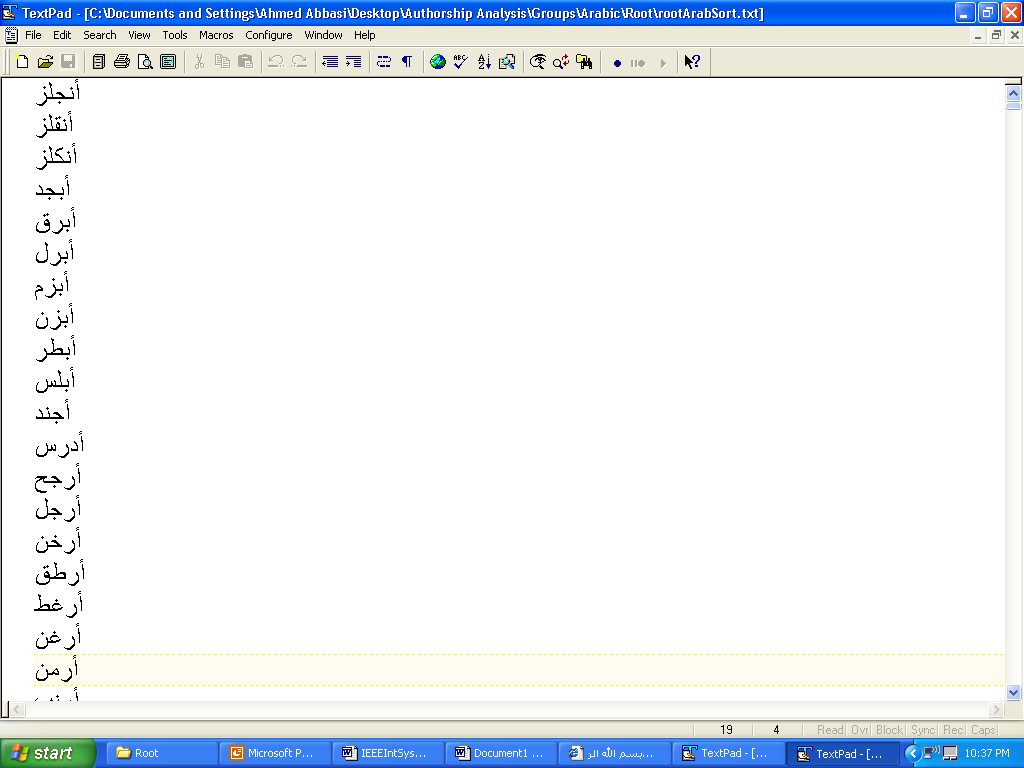 TextPad - [C:\Documents and Settings\Ahmed Abbasi\Desktop\Authorship Analysis\Groups\Arabic\Root\rootArabSort.txt]
File Edit Search View Tools Macros Configure Window Help
أنجلز
أنقلز
أنكلز
أبجد
أبرق
أبرل
أبزم
أبزن
أبطر
أبلس
أجند
أدرس
أرجح
أرجل
أرخن
أرطق
أرغط
أرغن
أرمن
19 4 Read Ovr Block Sync Rec Caps
start Root Microsoft P... IEEEIntSys... Document1 ... بسم الله الر... TextPad - [... TextPad - [... 10:37 PM